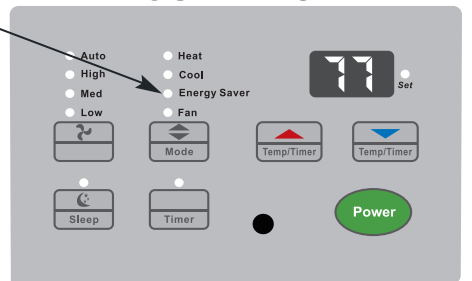 Auto
High
Med
Low
Heat
Cool
Energy Saver
Fan
77
Set
Mode
Temp/Timer
Temp/Timer
Sleep
Timer
Power